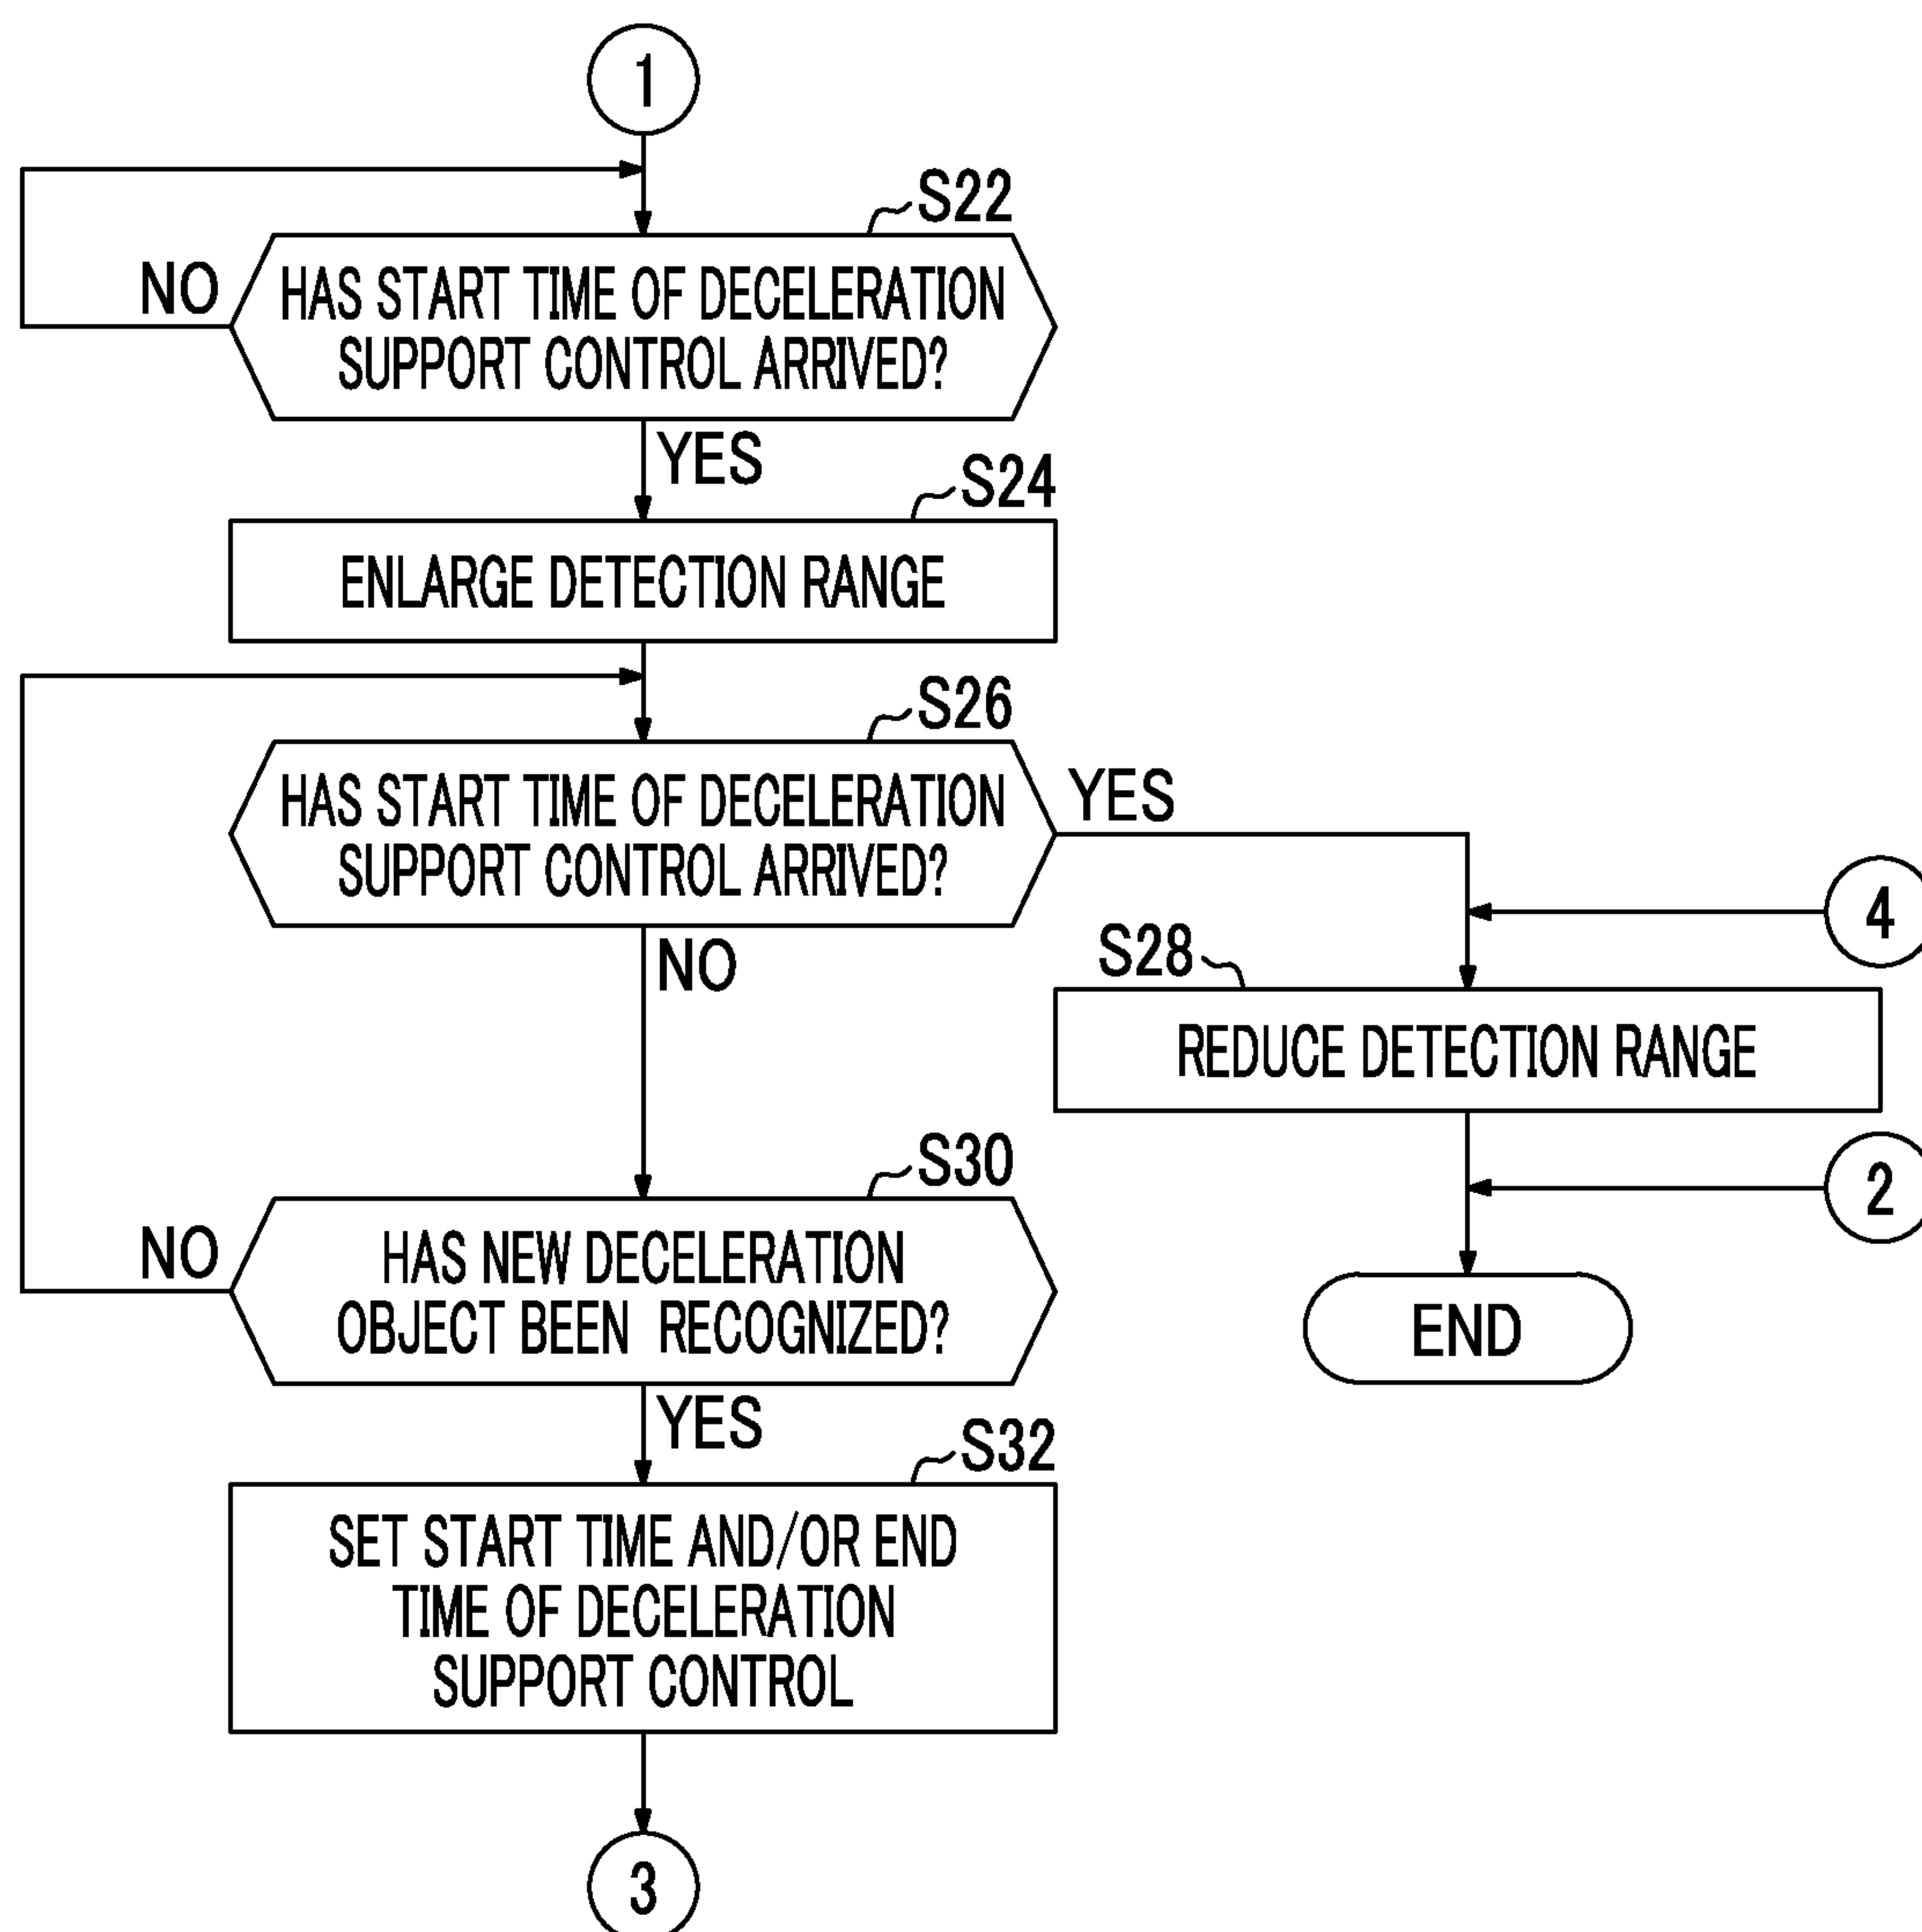 1
S22
NO
HAS START TIME OF DECELERATION
SUPPORT CONTROL ARRIVED?
YES
S24
ENLARGE DETECTION RANGE
S26
HAS START TIME OF DECELERATION
SUPPORT CONTROL ARRIVED?
YES
4
NO
S28
REDUCE DETECTION RANGE
2
END
S30
NO
HAS NEW DECELERATION
OBJECT BEEN RECOGNIZED?
YES
S32
SET START TIME AND/OR END
TIME OF DECELERATION
SUPPORT CONTROL
3